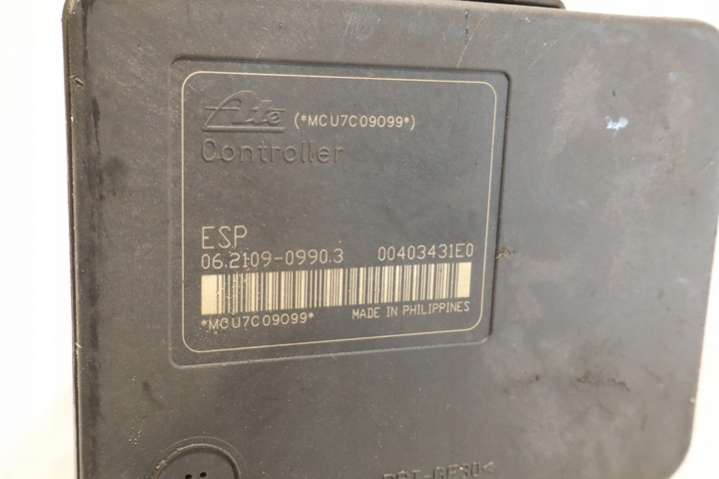 Ate (*MCU7C09099*)
Controller
ESP
06.2109-0990.3 00403431E0
*MCU7C09099* MADE IN PHILIPPINES